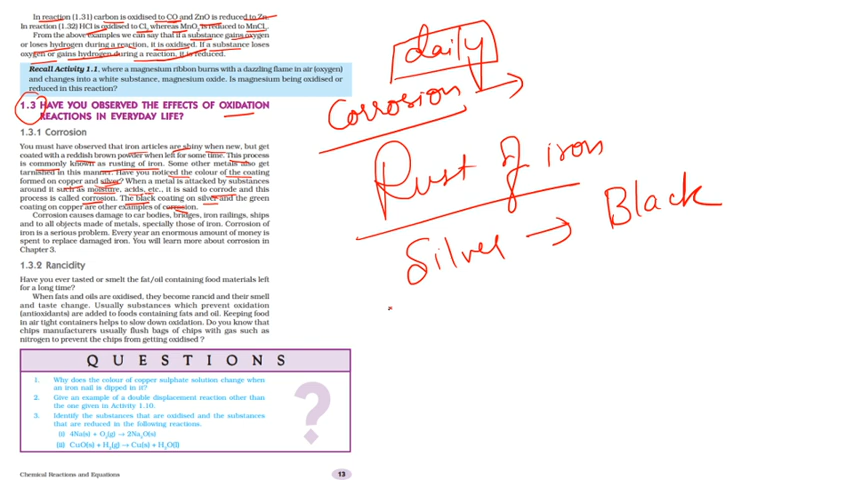 In reaction (1.31) carbon is oxidised to CO and ZnO is reduced to Zn.
In reaction (1.32) HCl is oxidised to Cl2 whereas MnO2 is reduced to MnCl2.
From the above examples we can say that if a substance gains oxygen
or loses hydrogen during a reaction, it is oxidised. If a substance loses
oxygen or gains hydrogen during a reaction, it is reduced.
Recall Activity 1.1, where a magnesium ribbon burns with a dazzling flame in air (oxygen)
and changes into a white substance, magnesium oxide. Is magnesium being oxidised or
reduced in this reaction?
1.3 HAVE YOU OBSERVED THE EFFECTS OF OXIDATION
REACTIONS IN EVERYDAY LIFE?
1.3.1 Corrosion
You must have observed that iron articles are shiny when new, but get
coated with a reddish brown powder when left for some time. This process
is commonly known as rusting of iron. Some other metals also get
tarnished in this manner. Have you noticed the colour of the coating
formed on copper and silver? When a metal is attacked by substances
around it such as moisture, acids, etc., it is said to corrode and this
process is called corrosion. The black coating on silver and the green
coating on copper are other examples of corrosion.
Corrosion causes damage to car bodies, bridges, iron railings, ships
and to all objects made of metals, specially those of iron. Corrosion of
iron is a serious problem. Every year an enormous amount of money is
spent to replace damaged iron. You will learn more about corrosion in
Chapter 3.
1.3.2 Rancidity
Have you ever tasted or smelt the fat/oil containing food materials left
for a long time?
When fats and oils are oxidised, they become rancid and their smell
and taste change. Usually substances which prevent oxidation
(antioxidants) are added to foods containing fats and oil. Keeping food
in air tight containers helps to slow down oxidation. Do you know that
chips manufacturers usually flush bags of chips with gas such as
nitrogen to prevent the chips from getting oxidised ?
QUESTIONS
1. Why does the colour of copper sulphate solution change when
an iron nail is dipped in it?
2. Give an example of a double displacement reaction other than
the one given in Activity 1.10.
3. Identify the substances that are oxidised and the substances
that are reduced in the following reactions.
(i) 4Na(s) + O2(g) → 2Na2O(s)
(ii) CuO(s) + H2(g) → Cu(s) + H2O(l)
?
Chemical Reactions and Equations 13
daily
Corrosion →
Rust of iron
Silver → Black